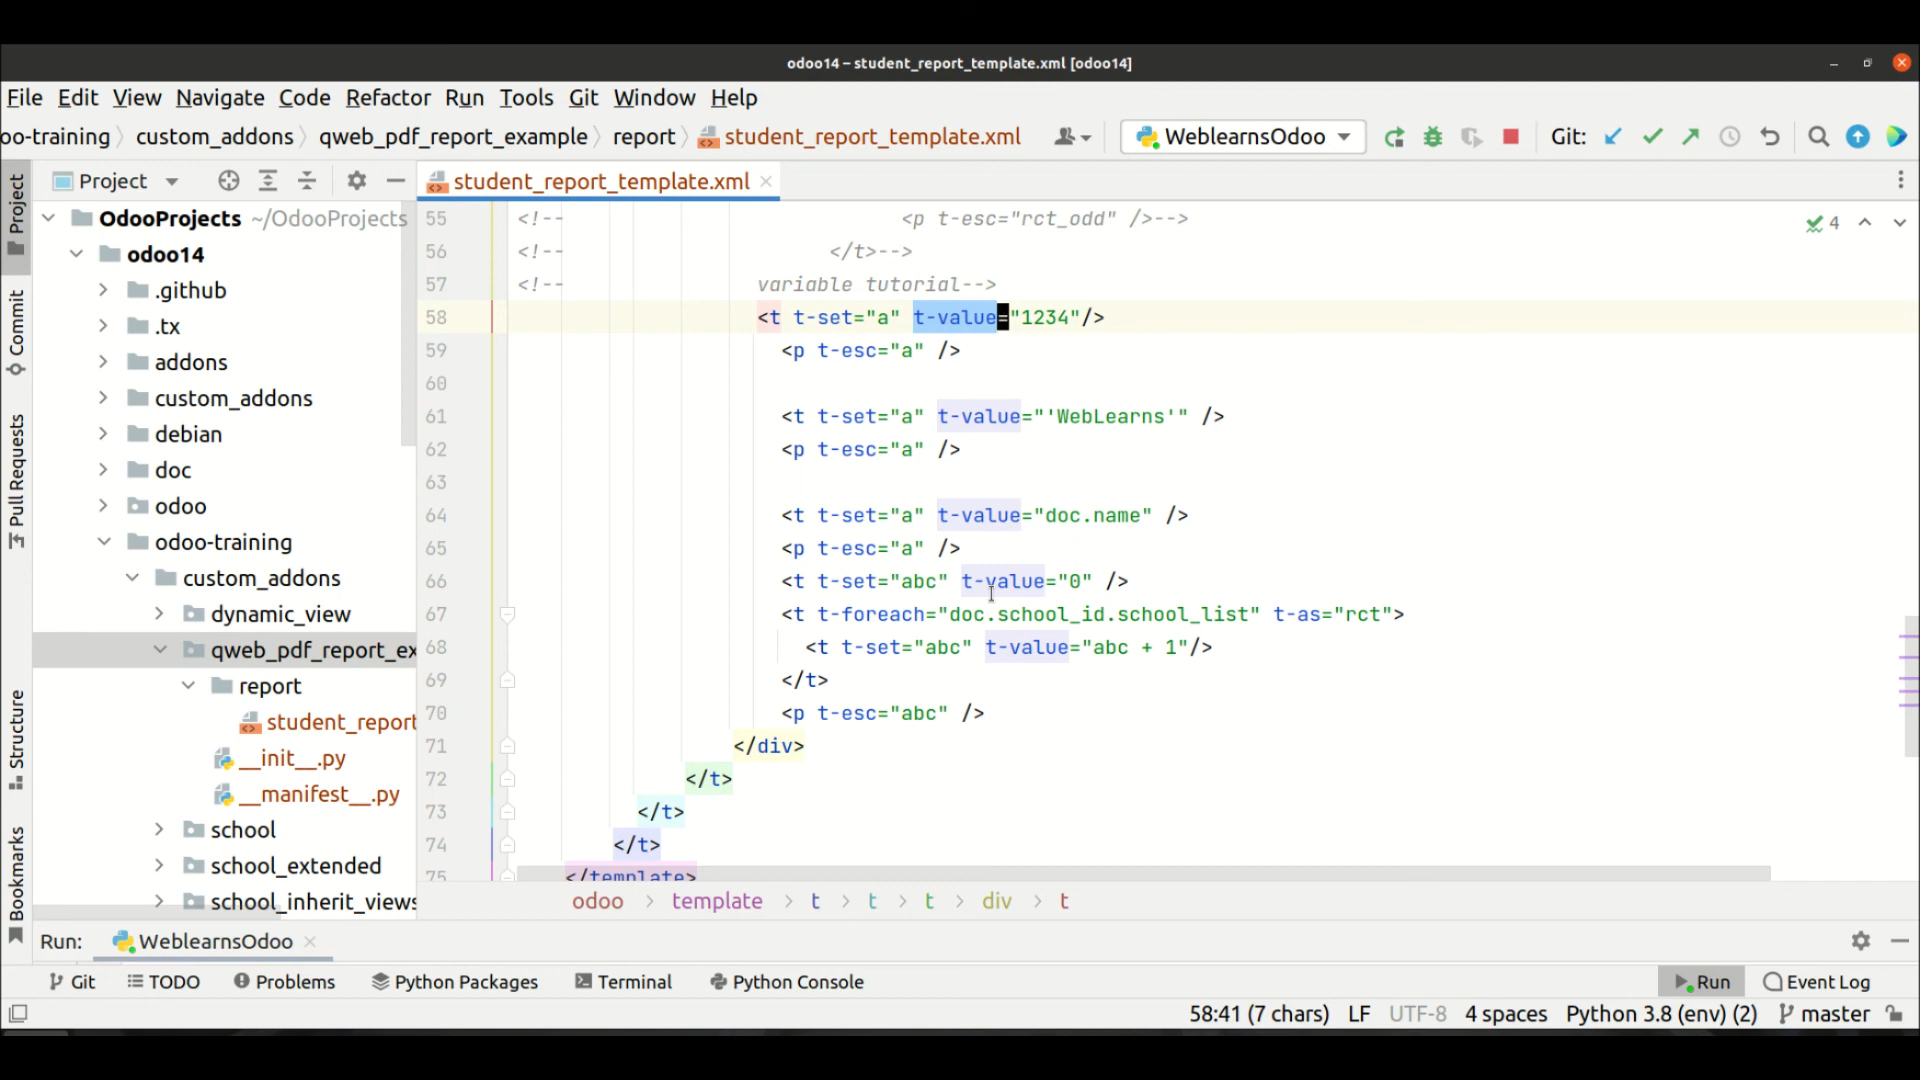 odoo14 – student_report_template.xml [odoo14]
File Edit View Navigate Code Refactor Run Tools Git Window Help
oo-training custom_addons qweb_pdf_report_example report student_report_template.xml WeblearnsOdoo Git:
Project
student_report_template.xml
Project
Commit
Pull Requests
Structure
Bookmarks
OdooProjects ~/OdooProjects
odoo14
.github
.tx
addons
custom_addons
debian
doc
odoo
odoo-training
custom_addons
dynamic_view
qweb_pdf_report_ex
report
student_report
__init__.py
__manifest__.py
school
school_extended
school_inherit_views
4
55 <!-- <p t-esc="rct_odd" />-->
56 <!-- </t>-->
57 <!-- variable tutorial-->
58 <t t-set="a" t-value="1234"/>
59 <p t-esc="a" />
60
61 <t t-set="a" t-value="'WebLearns'" />
62 <p t-esc="a" />
63
64 <t t-set="a" t-value="doc.name" />
65 <p t-esc="a" />
66 <t t-set="abc" t-value="0" />
67 <t t-foreach="doc.school_id.school_list" t-as="rct">
68 <t t-set="abc" t-value="abc + 1"/>
69 </t>
70 <p t-esc="abc" />
71 </div>
72 </t>
73 </t>
74 </t>
75 </template>
odoo template t t t div t
Run: WeblearnsOdoo
Git TODO Problems Python Packages Terminal Python Console Run Event Log
58:41 (7 chars) LF UTF-8 4 spaces Python 3.8 (env) (2) master